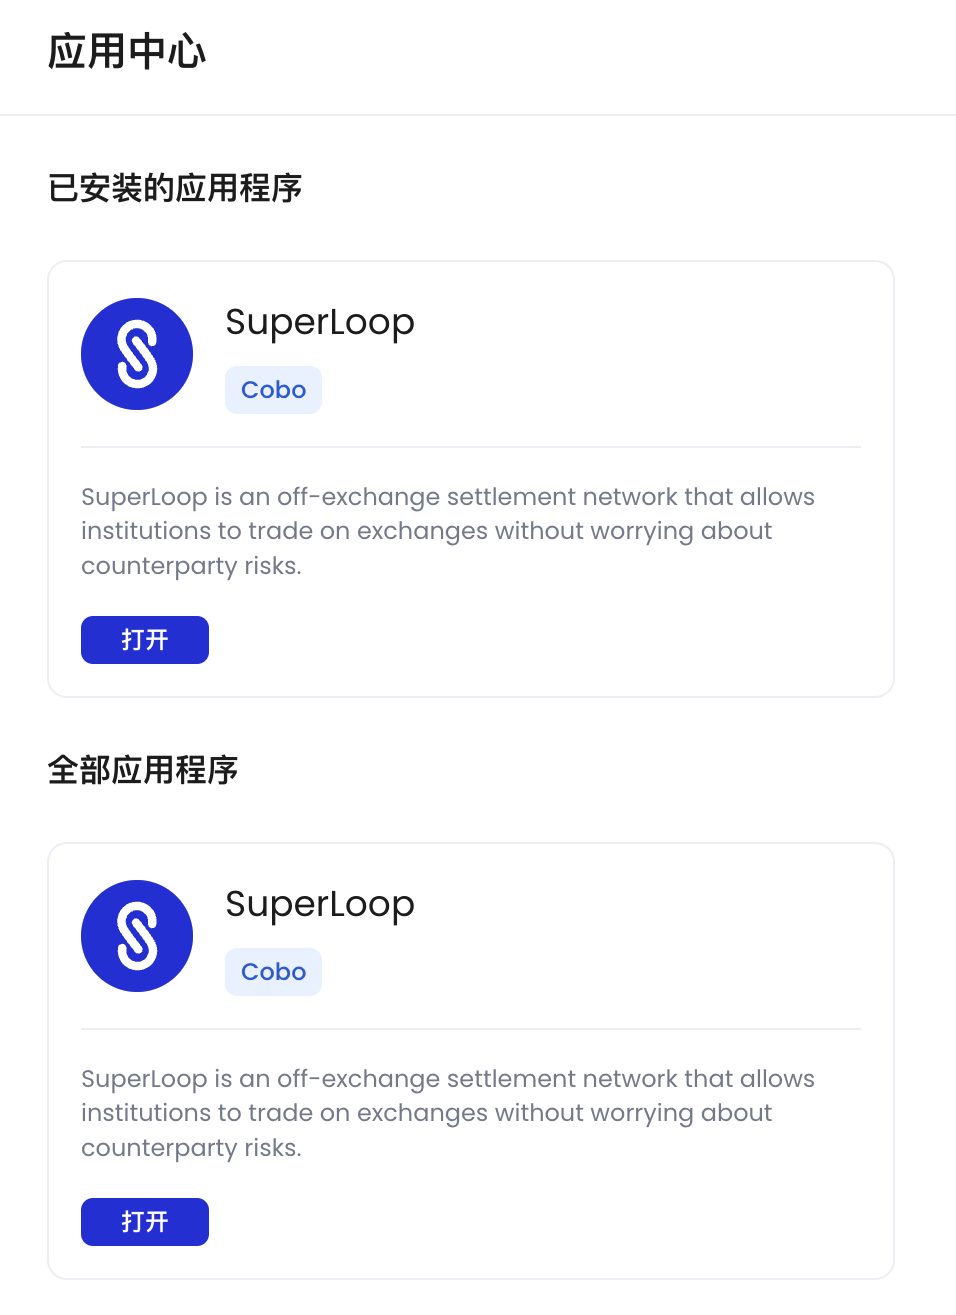 应用中心
已安装的应用程序
SuperLoop
Cobo
SuperLoop is an off-exchange settlement network that allows
institutions to trade on exchanges without worrying about
counterparty risks.
打开
全部应用程序
SuperLoop
Cobo
SuperLoop is an off-exchange settlement network that allows
institutions to trade on exchanges without worrying about
counterparty risks.
打开